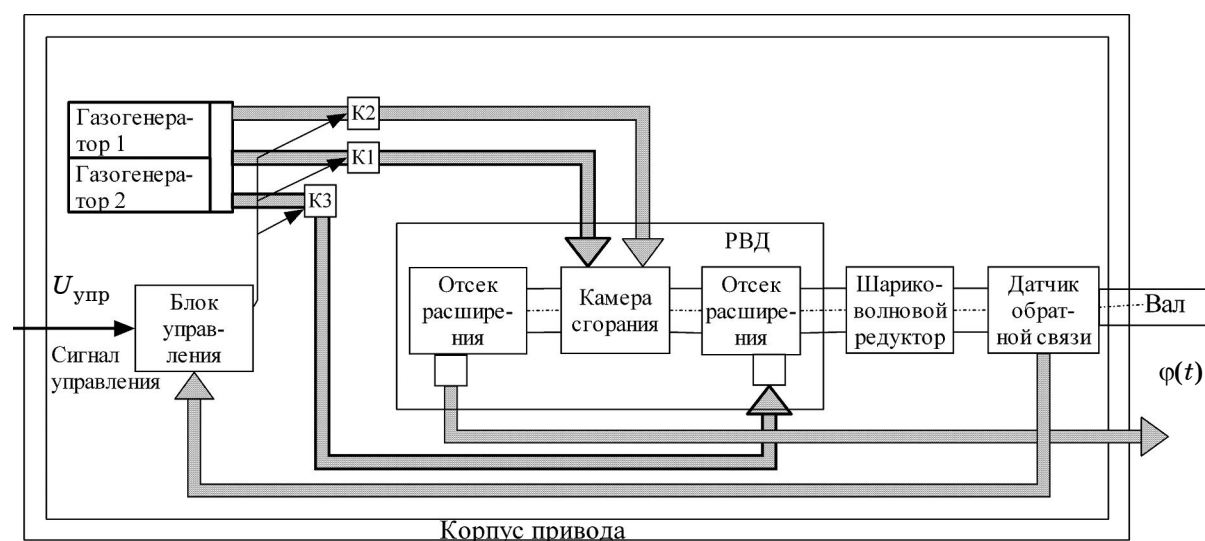 Газогенера-
тор 1
Газогенера-
тор 2
К2
К1
К3
РВД
Uупр
Сигнал
управления
Блок
управ-
ления
Отсек
расшире-
ния
Камера
сгорания
Отсек
расшире-
ния
Шарико-
волновой
редуктор
Датчик
обрат-
ной связи
Вал
φ(t)
Корпус привода